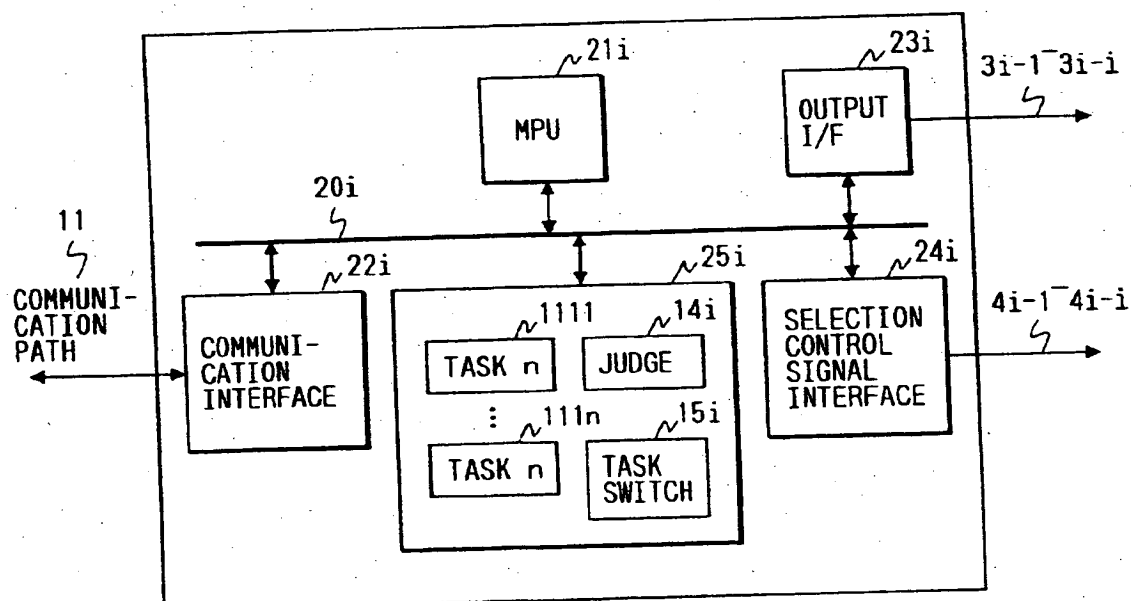 21i
MPU
23i
OUTPUT
I/F
3i-1‾3i-i
20i
11
COMMUNI-
CATION
PATH
22i
COMMUNI-
CATION
INTERFACE
25i
1111
TASK n
14i
JUDGE
⋮
111n
TASK n
15i
TASK
SWITCH
24i
SELECTION
CONTROL
SIGNAL
INTERFACE
4i-1‾4i-i